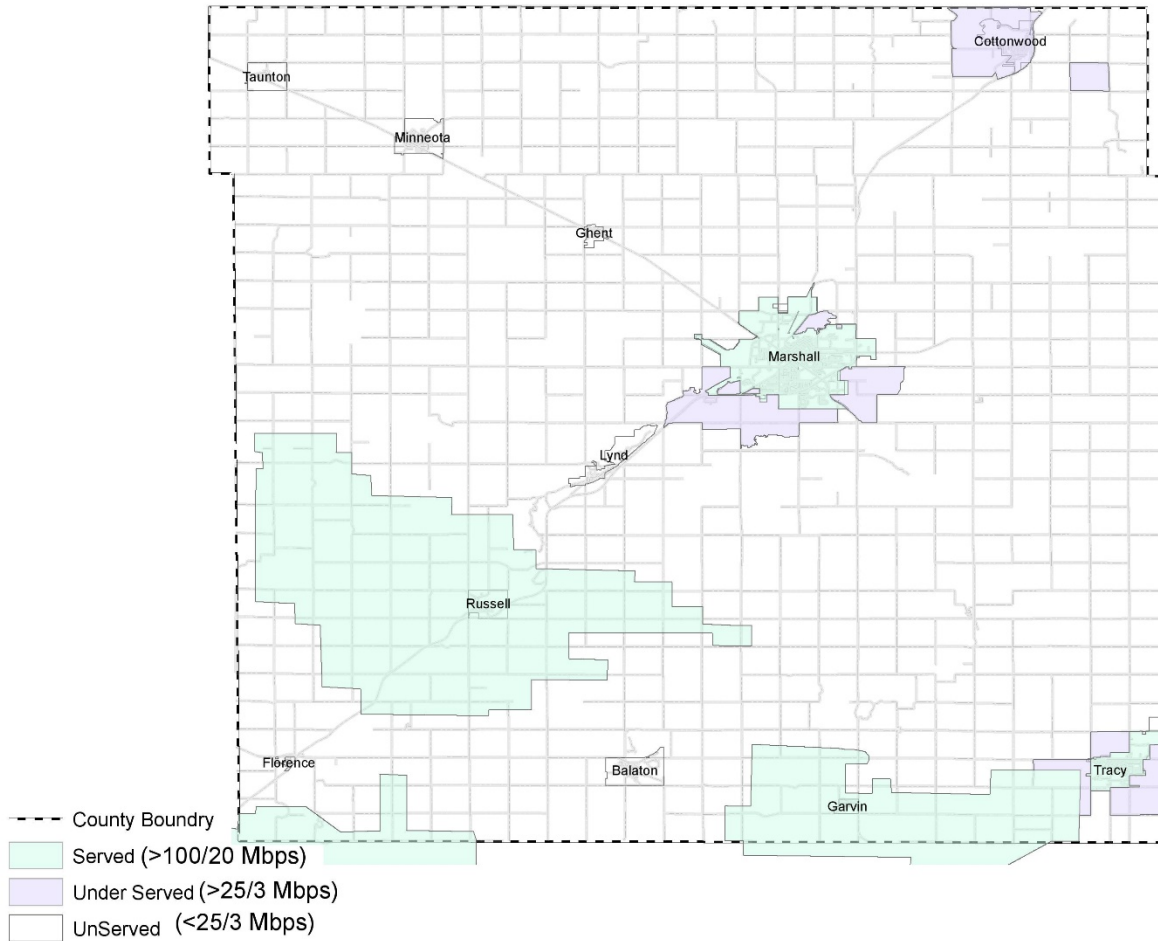 Cottonwood
Taunton
Minneota
Ghent
Marshall
Lynd
Russell
Florence
Balaton
Tracy
Garvin
County Boundry
Served (>100/20 Mbps)
Under Served (>25/3 Mbps)
UnServed (<25/3 Mbps)